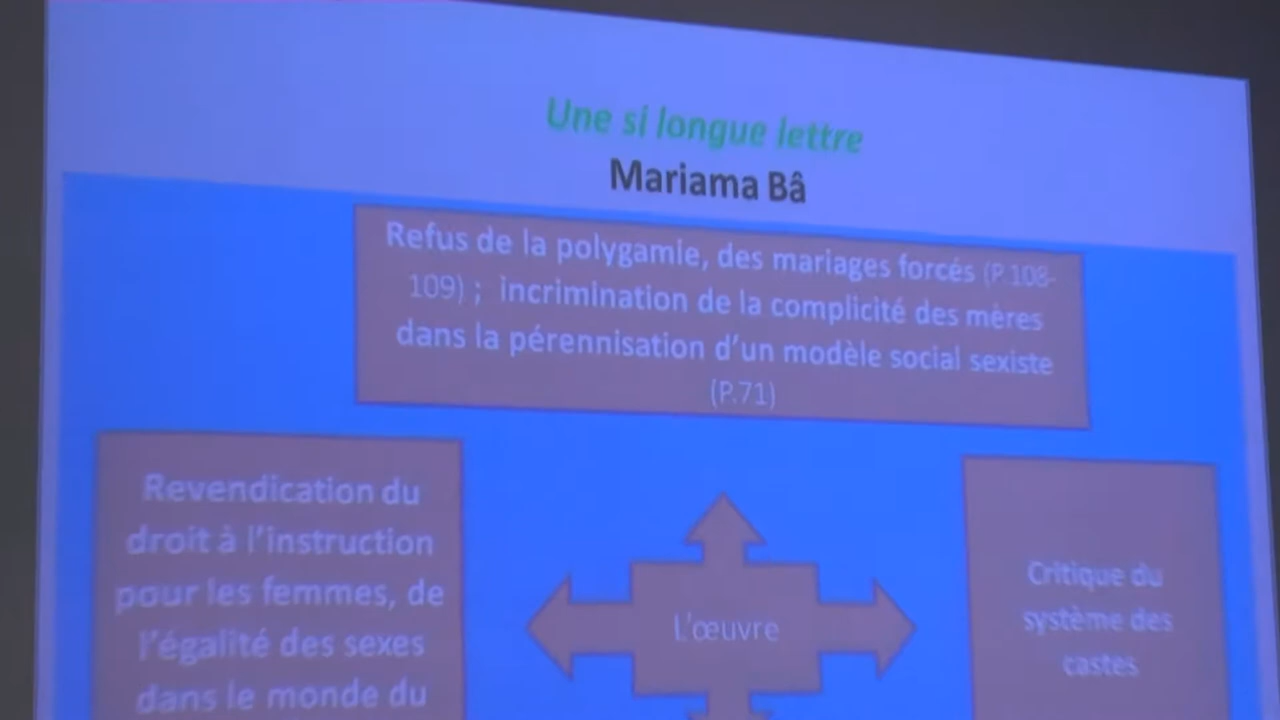 Une si longue lettre
Mariama Bâ
Refus de la polygamie, des mariages forcés (P.108-
109) ; incrimination de la complicité des mères
dans la pérennisation d'un modèle social sexiste
(P.71)
Revendication du
droit à l'instruction
pour les femmes, de
l'égalité des sexes
dans le monde du
L'œuvre
Critique du
système des
castes